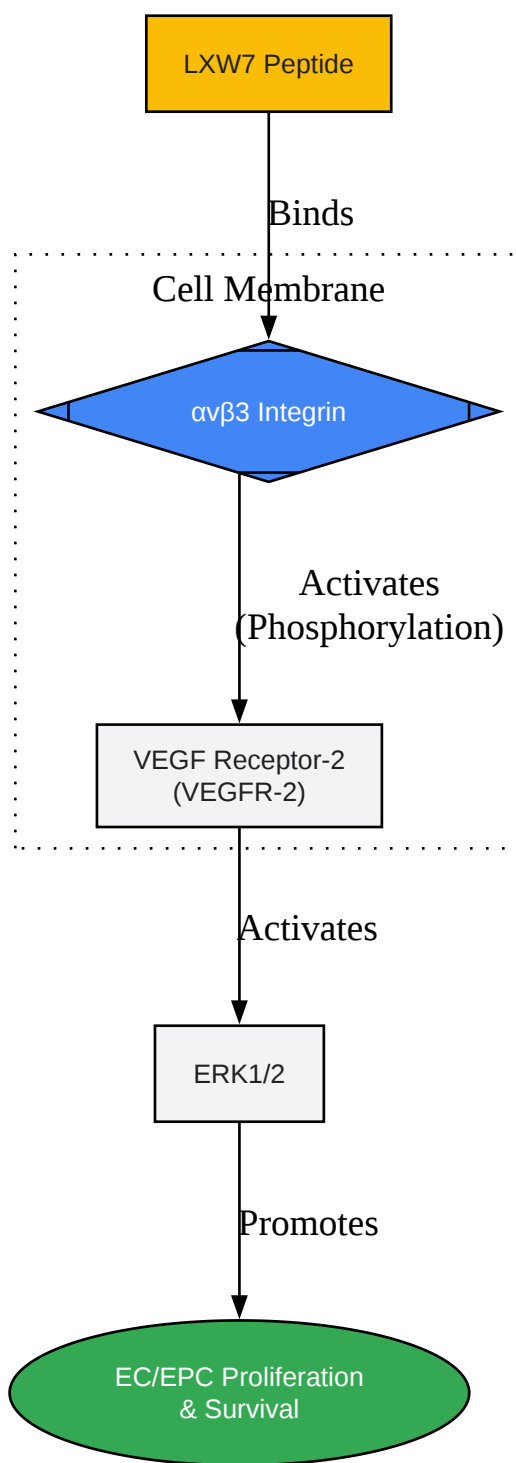 LXW7 Peptide
Binds
Cell Membrane
αvβ3 Integrin
Activates
(Phosphorylation)
VEGF Receptor-2
(VEGFR-2)
Activates
ERK1/2
Promotes
EC/EPC Proliferation
& Survival